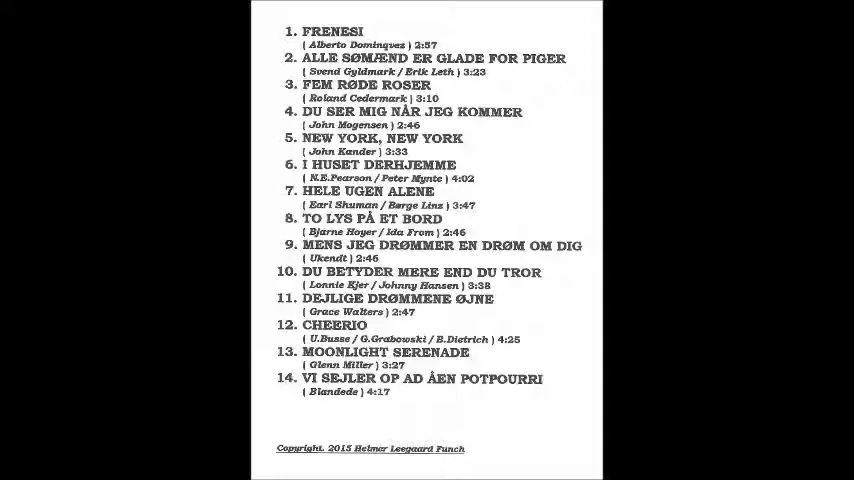 1. FRENESI
( Alberto Dominquez ) 2:57
2. ALLE SØMÆND ER GLADE FOR PIGER
( Svend Gyldmark / Erik Leth ) 3:23
3. FEM RØDE ROSER
( Roland Cedermark ) 3:10
4. DU SER MIG NÅR JEG KOMMER
( John Mogensen ) 2:46
5. NEW YORK, NEW YORK
( John Kander ) 3:33
6. I HUSET DERHJEMME
( N.E.Pearson / Peter Mynte ) 4:02
7. HELE UGEN ALENE
( Earl Shuman / Børge Linz ) 3:47
8. TO LYS PÅ ET BORD
( Bjarne Hoyer / Ida From ) 2:46
9. MENS JEG DRØMMER EN DRØM OM DIG
( Ukendt ) 2:46
10. DU BETYDER MERE END DU TROR
( Lonnie Kjer / Johnny Hansen ) 3:38
11. DEJLIGE DRØMMENE ØJNE
( Grace Walters ) 2:47
12. CHEERIO
( U.Busse / G.Grabowski / B.Dietrich ) 4:25
13. MOONLIGHT SERENADE
( Glenn Miller ) 3:27
14. VI SEJLER OP AD ÅEN POTPOURRI
( Blandede ) 4:17
Copyright. 2015 Helmer Leegaard Funch